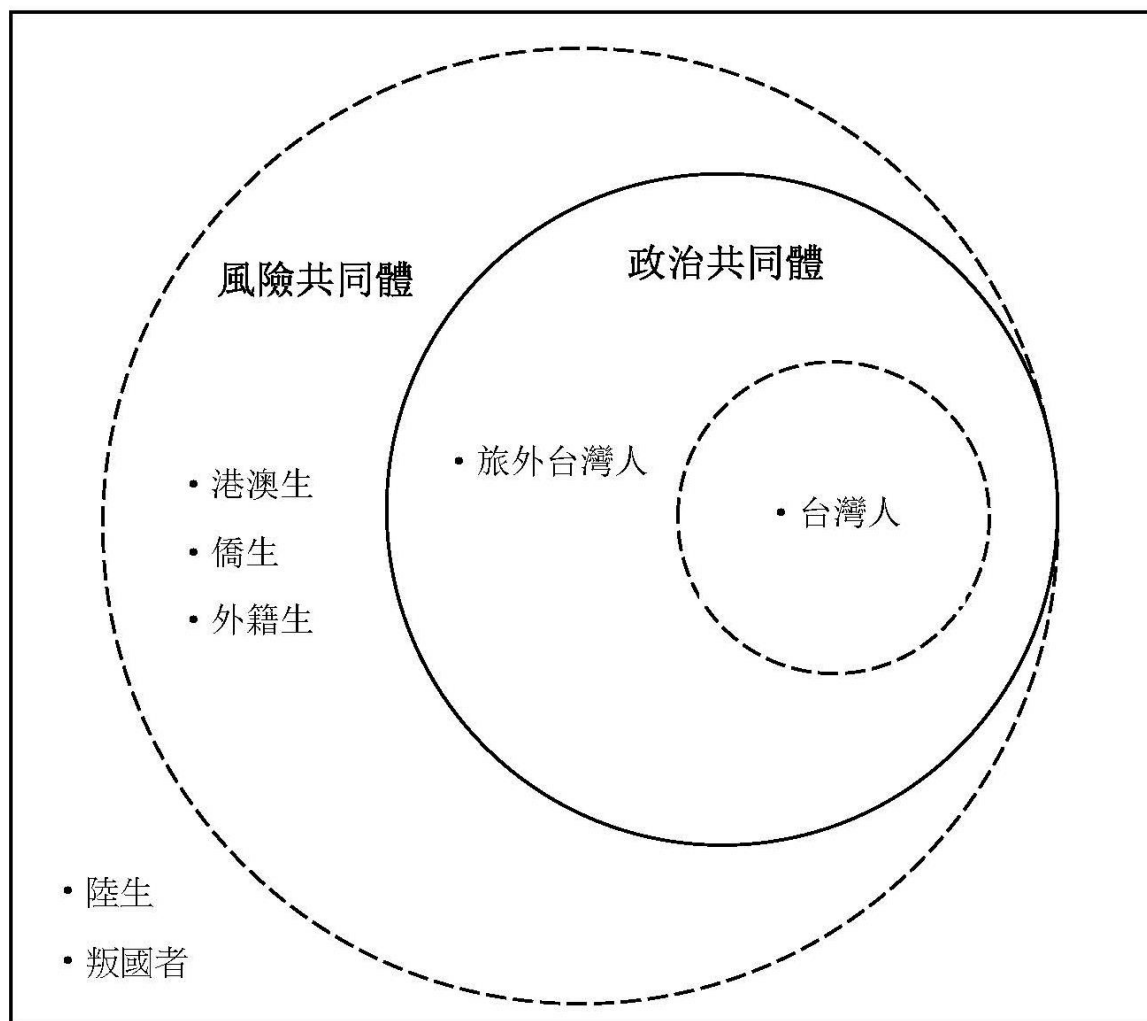 政治共同體
風險共同體
・旅外台灣人
・港澳生
・台灣人
・僑生
・外籍生
・陸生
・叛國者